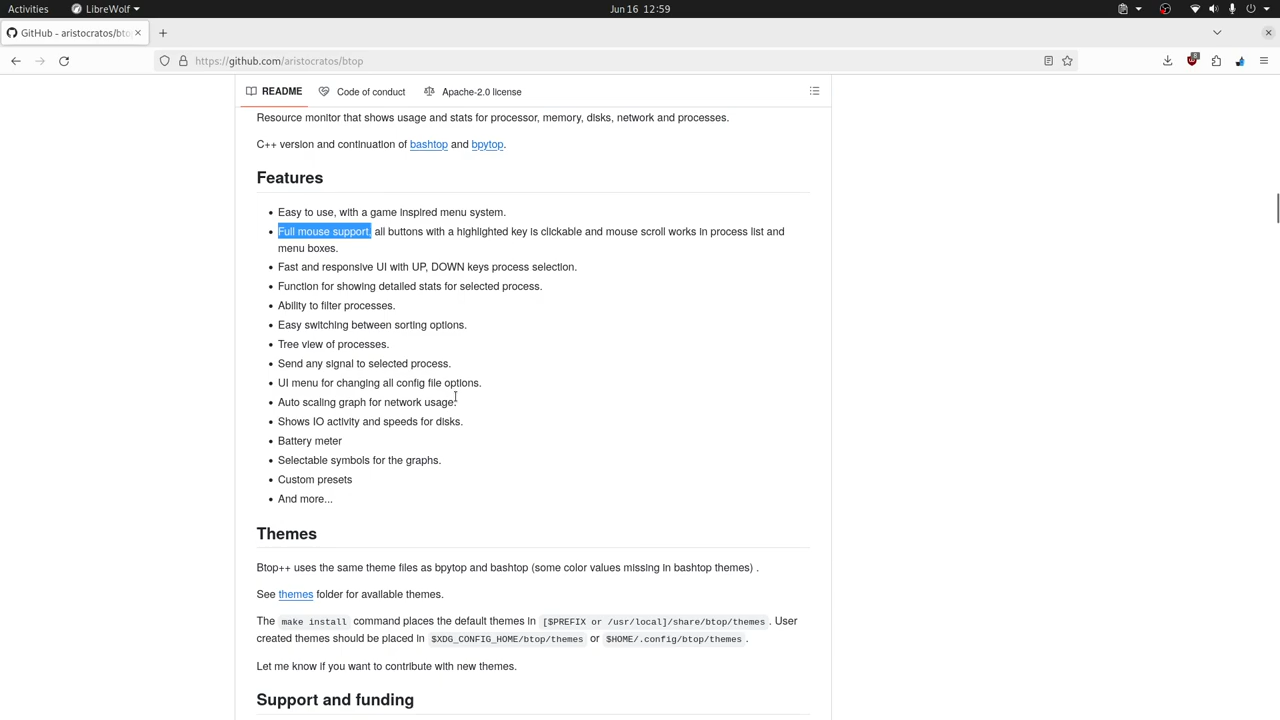 Activities LibreWolf Jun 16 12:59
GitHub - aristocratos/bto
https://github.com/aristocratos/btop
README Code of conduct Apache-2.0 license
Resource monitor that shows usage and stats for processor, memory, disks, network and processes.
C++ version and continuation of bashtop and bpytop.
Features
• Easy to use, with a game inspired menu system.
• Full mouse support, all buttons with a highlighted key is clickable and mouse scroll works in process list and
menu boxes.
• Fast and responsive UI with UP, DOWN keys process selection.
• Function for showing detailed stats for selected process.
• Ability to filter processes.
• Easy switching between sorting options.
• Tree view of processes.
• Send any signal to selected process.
• UI menu for changing all config file options.
• Auto scaling graph for network usage.
• Shows IO activity and speeds for disks.
• Battery meter
• Selectable symbols for the graphs.
• Custom presets
• And more...
Themes
Btop++ uses the same theme files as bpytop and bashtop (some color values missing in bashtop themes) .
See themes folder for available themes.
The make install command places the default themes in [$PREFIX or /usr/local]/share/btop/themes. User
created themes should be placed in $XDG_CONFIG_HOME/btop/themes or $HOME/.config/btop/themes.
Let me know if you want to contribute with new themes.
Support and funding